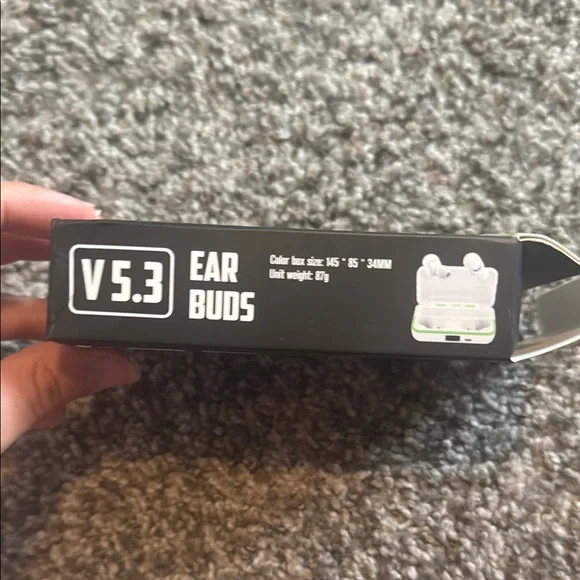 V 5.3
EAR
BUDS
Color box size: 145 * 85 * 34MM
Unit weight: 87g